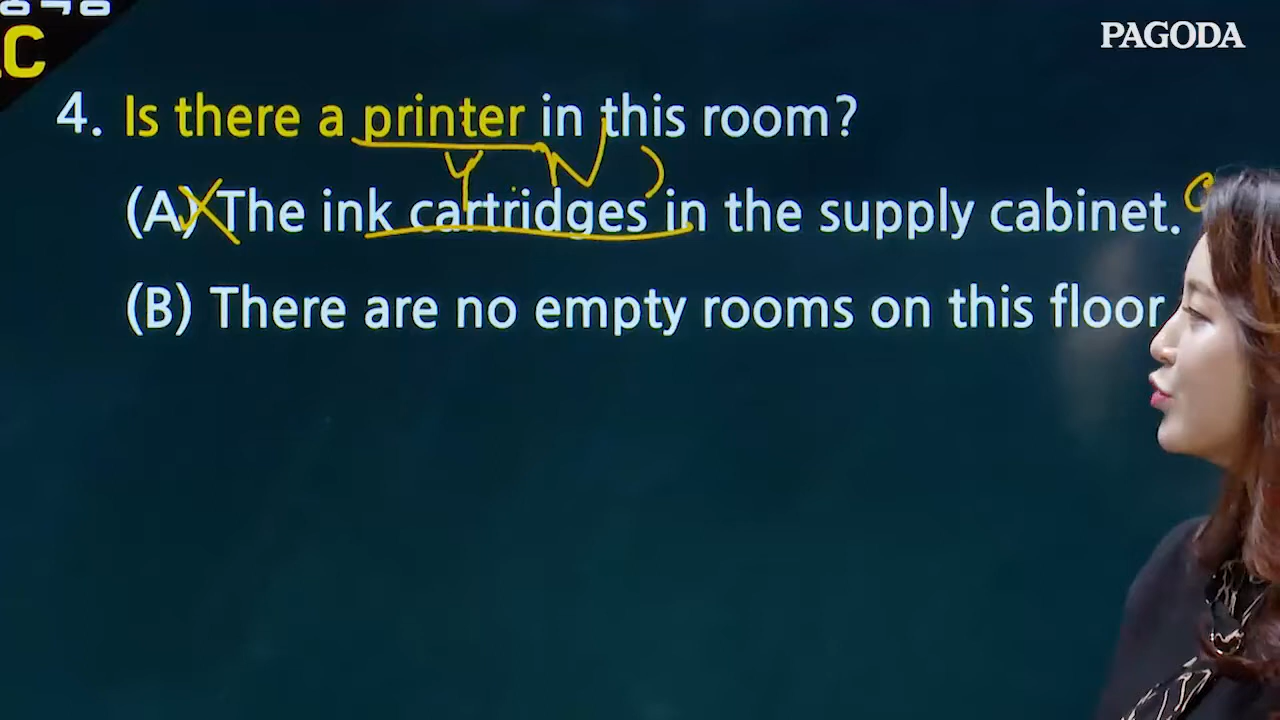 C
PAGODA
4. Is there a printer in this room?
Y N
(A) The ink cartridges in the supply cabinet.
(B) There are no empty rooms on this floor